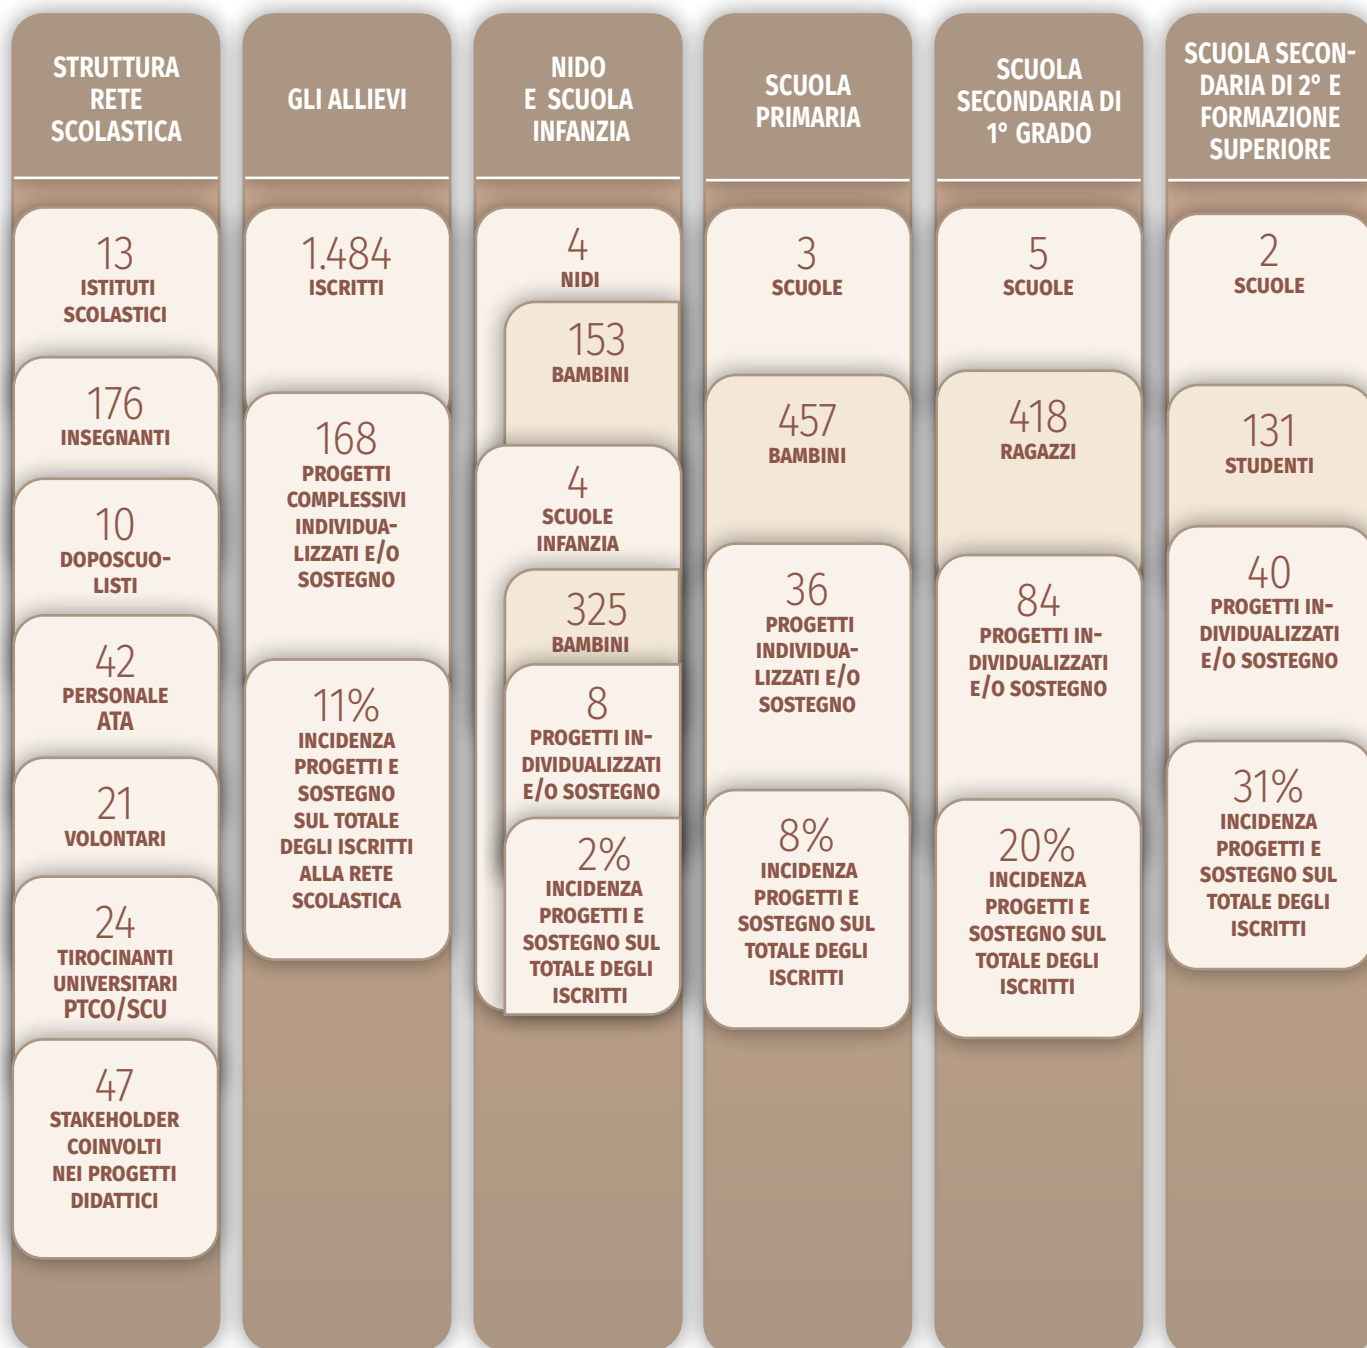 STRUTTURA
RETE
SCOLASTICA
13
ISTITUTI
SCOLASTICI
176
INSEGNANTI
10
DOPOSCUO-
LISTI
42
PERSONALE
ATA
21
VOLONTARI
24
TIROCINANTI
UNIVERSITARI
PTCO/SCU
47
STAKEHOLDER
COINVOLTI
NEI PROGETTI
DIDATTICI
GLI ALLIEVI
1.484
ISCRITTI
168
PROGETTI
COMPLESSIVI
INDIVIDUA-
LIZZATI E/O
SOSTEGNO
11%
INCIDENZA
PROGETTI E
SOSTEGNO
SUL TOTALE
DEGLI ISCRITTI
ALLA RETE
SCOLASTICA
NIDO
E SCUOLA
INFANZIA
4
NIDI
153
BAMBINI
4
SCUOLE
INFANZIA
325
BAMBINI
8
PROGETTI IN-
DIVIDUALIZZATI
E/O SOSTEGNO
2%
INCIDENZA
PROGETTI E
SOSTEGNO SUL
TOTALE DEGLI
ISCRITTI
SCUOLA
PRIMARIA
3
SCUOLE
457
BAMBINI
36
PROGETTI
INDIVIDUA-
LIZZATI E/O
SOSTEGNO
8%
INCIDENZA
PROGETTI E
SOSTEGNO SUL
TOTALE DEGLI
ISCRITTI
SCUOLA
SECONDARIA DI
1° GRADO
5
SCUOLE
418
RAGAZZI
84
PROGETTI IN-
DIVIDUALIZZATI
E/O SOSTEGNO
20%
INCIDENZA
PROGETTI E
SOSTEGNO SUL
TOTALE DEGLI
ISCRITTI
SCUOLA SECON-
DARIA DI 2° E
FORMAZIONE
SUPERIORE
2
SCUOLE
131
STUDENTI
40
PROGETTI IN-
DIVIDUALIZZATI
E/O SOSTEGNO
31%
INCIDENZA
PROGETTI E
SOSTEGNO SUL
TOTALE DEGLI
ISCRITTI